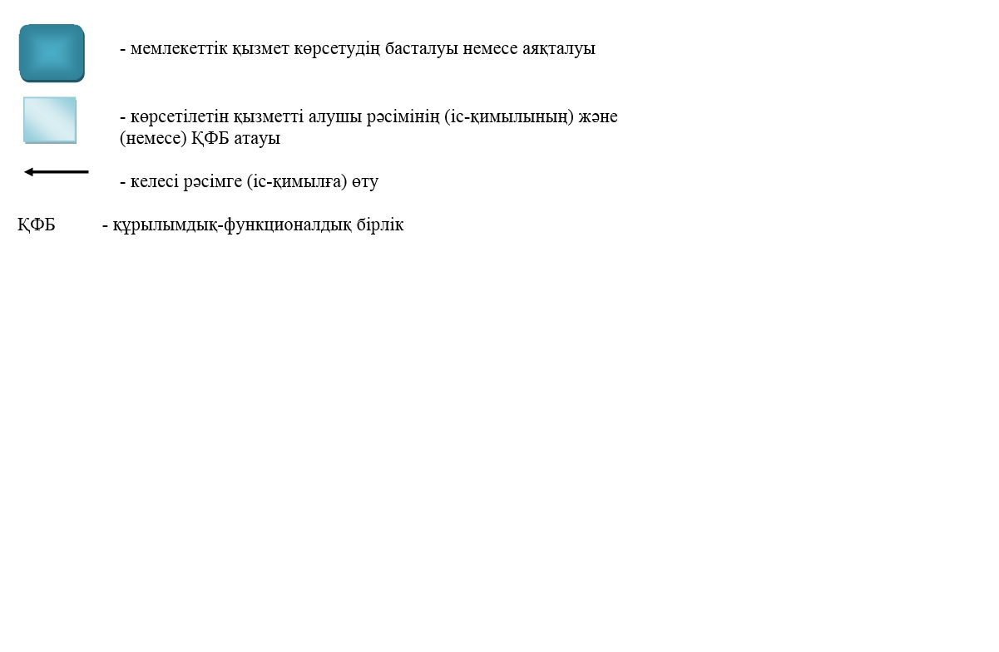 - мемлекеттік қызмет көрсетудің басталуы немесе аяқталуы
- көрсетілетін қызметті алушы рәсімінің (іс-қимылының) және
(немесе) ҚФБ атауы
- келесі рәсімге (іс-қимылға) өту
ҚФБ - құрылымдық-функционалдық бірлік